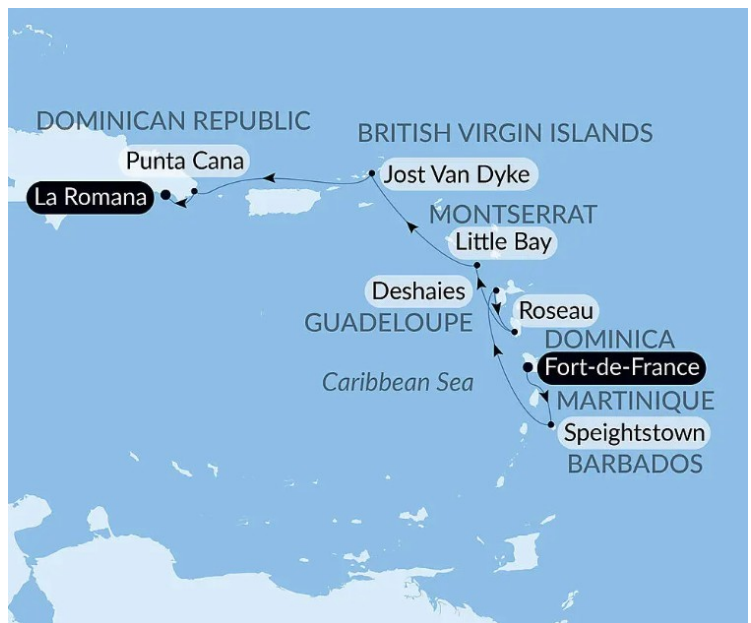 DOMINICAN REPUBLIC
BRITISH VIRGIN ISLANDS
Punta Cana
Jost Van Dyke
La Romana
MONTSERRAT
Little Bay
Deshaies
Roseau
GUADELOUPE
DOMINICA
Fort-de-France
Caribbean Sea
MARTINIQUE
Speightstown
BARBADOS